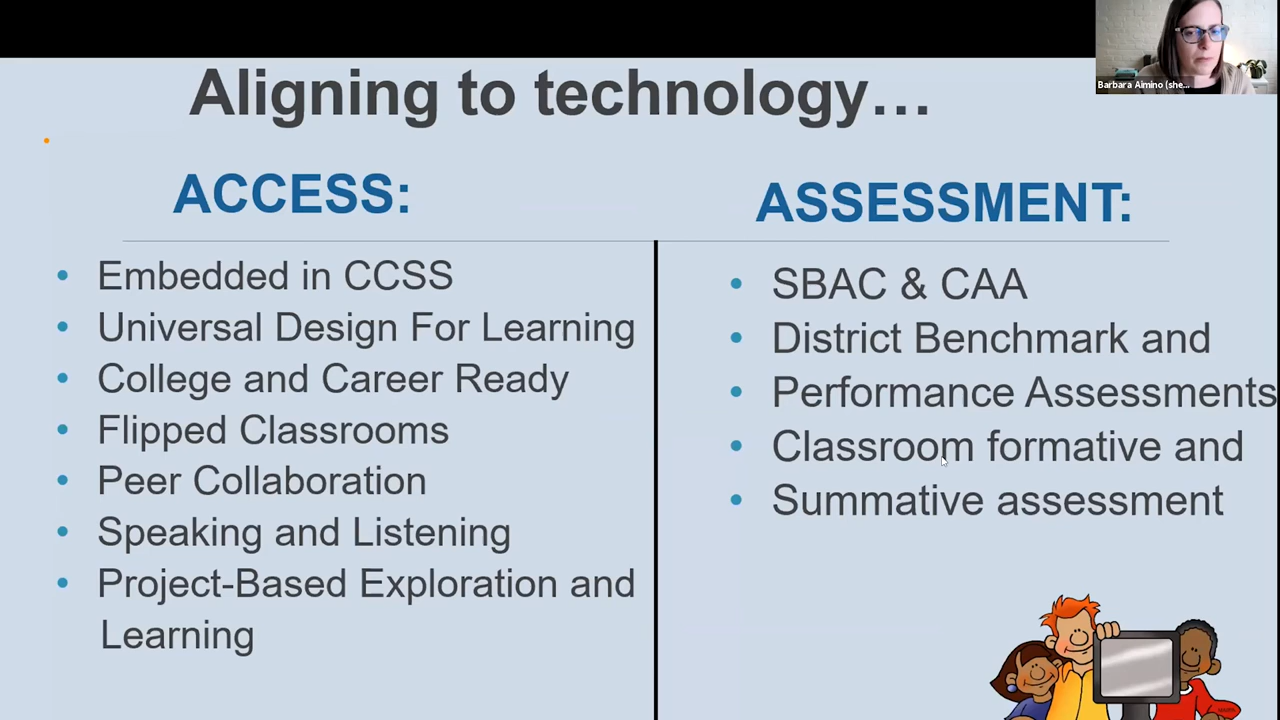 Barbara Aimino (she...
Aligning to technology...
ACCESS:
• Embedded in CCSS
• Universal Design For Learning
• College and Career Ready
• Flipped Classrooms
• Peer Collaboration
• Speaking and Listening
• Project-Based Exploration and
Learning
ASSESSMENT:
• SBAC & CAA
• District Benchmark and
• Performance Assessments
• Classroom formative and
• Summative assessment